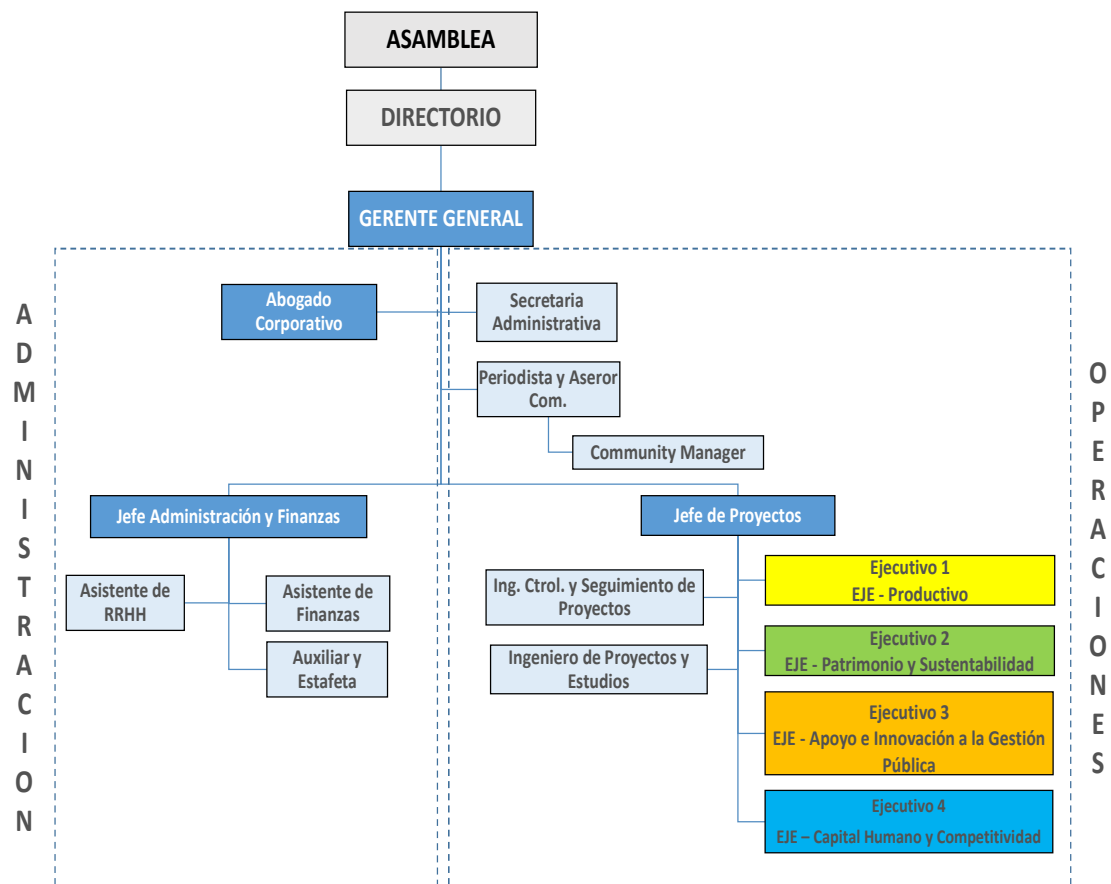 ASAMBLEA
DIRECTORIO
GERENTE GENERAL
ADMINISTRACION
OPERACIONES
Abogado
Corporativo
Secretaria
Administrativa
Periodista y Aseror
Com.
Community Manager
Jefe Administración y Finanzas
Jefe de Proyectos
Asistente de
RRHH
Asistente de
Finanzas
Auxiliar y
Estafeta
Ing. Ctrol. y Seguimiento de
Proyectos
Ingeniero de Proyectos y
Estudios
Ejecutivo 1
EJE - Productivo
Ejecutivo 2
EJE - Patrimonio y Sustentabilidad
Ejecutivo 3
EJE - Apoyo e Innovación a la Gestión
Pública
Ejecutivo 4
EJE – Capital Humano y Competitividad